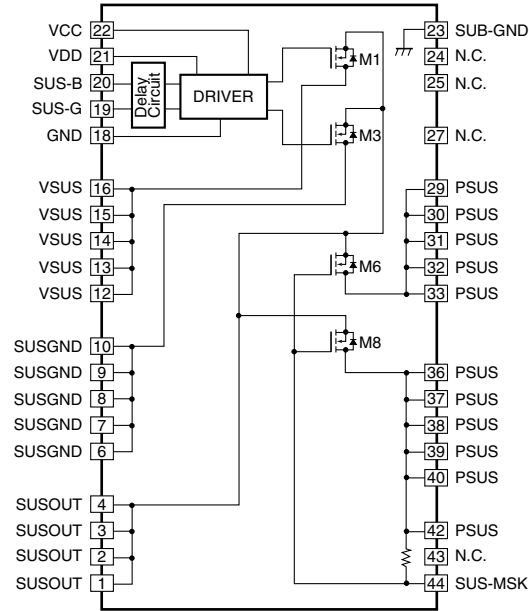 VCC 22
VDD 21
SUS-B 20
SUS-G 19
GND 18
Delay
Circuit
DRIVER
M1
M3
M6
M8
VSUS 16
VSUS 15
VSUS 14
VSUS 13
VSUS 12
SUSGND 10
SUSGND 9
SUSGND 8
SUSGND 7
SUSGND 6
SUSOUT 4
SUSOUT 3
SUSOUT 2
SUSOUT 1
23 SUB-GND
24 N.C.
25 N.C.
27 N.C.
29 PSUS
30 PSUS
31 PSUS
32 PSUS
33 PSUS
36 PSUS
37 PSUS
38 PSUS
39 PSUS
40 PSUS
42 PSUS
43 N.C.
44 SUS-MSK